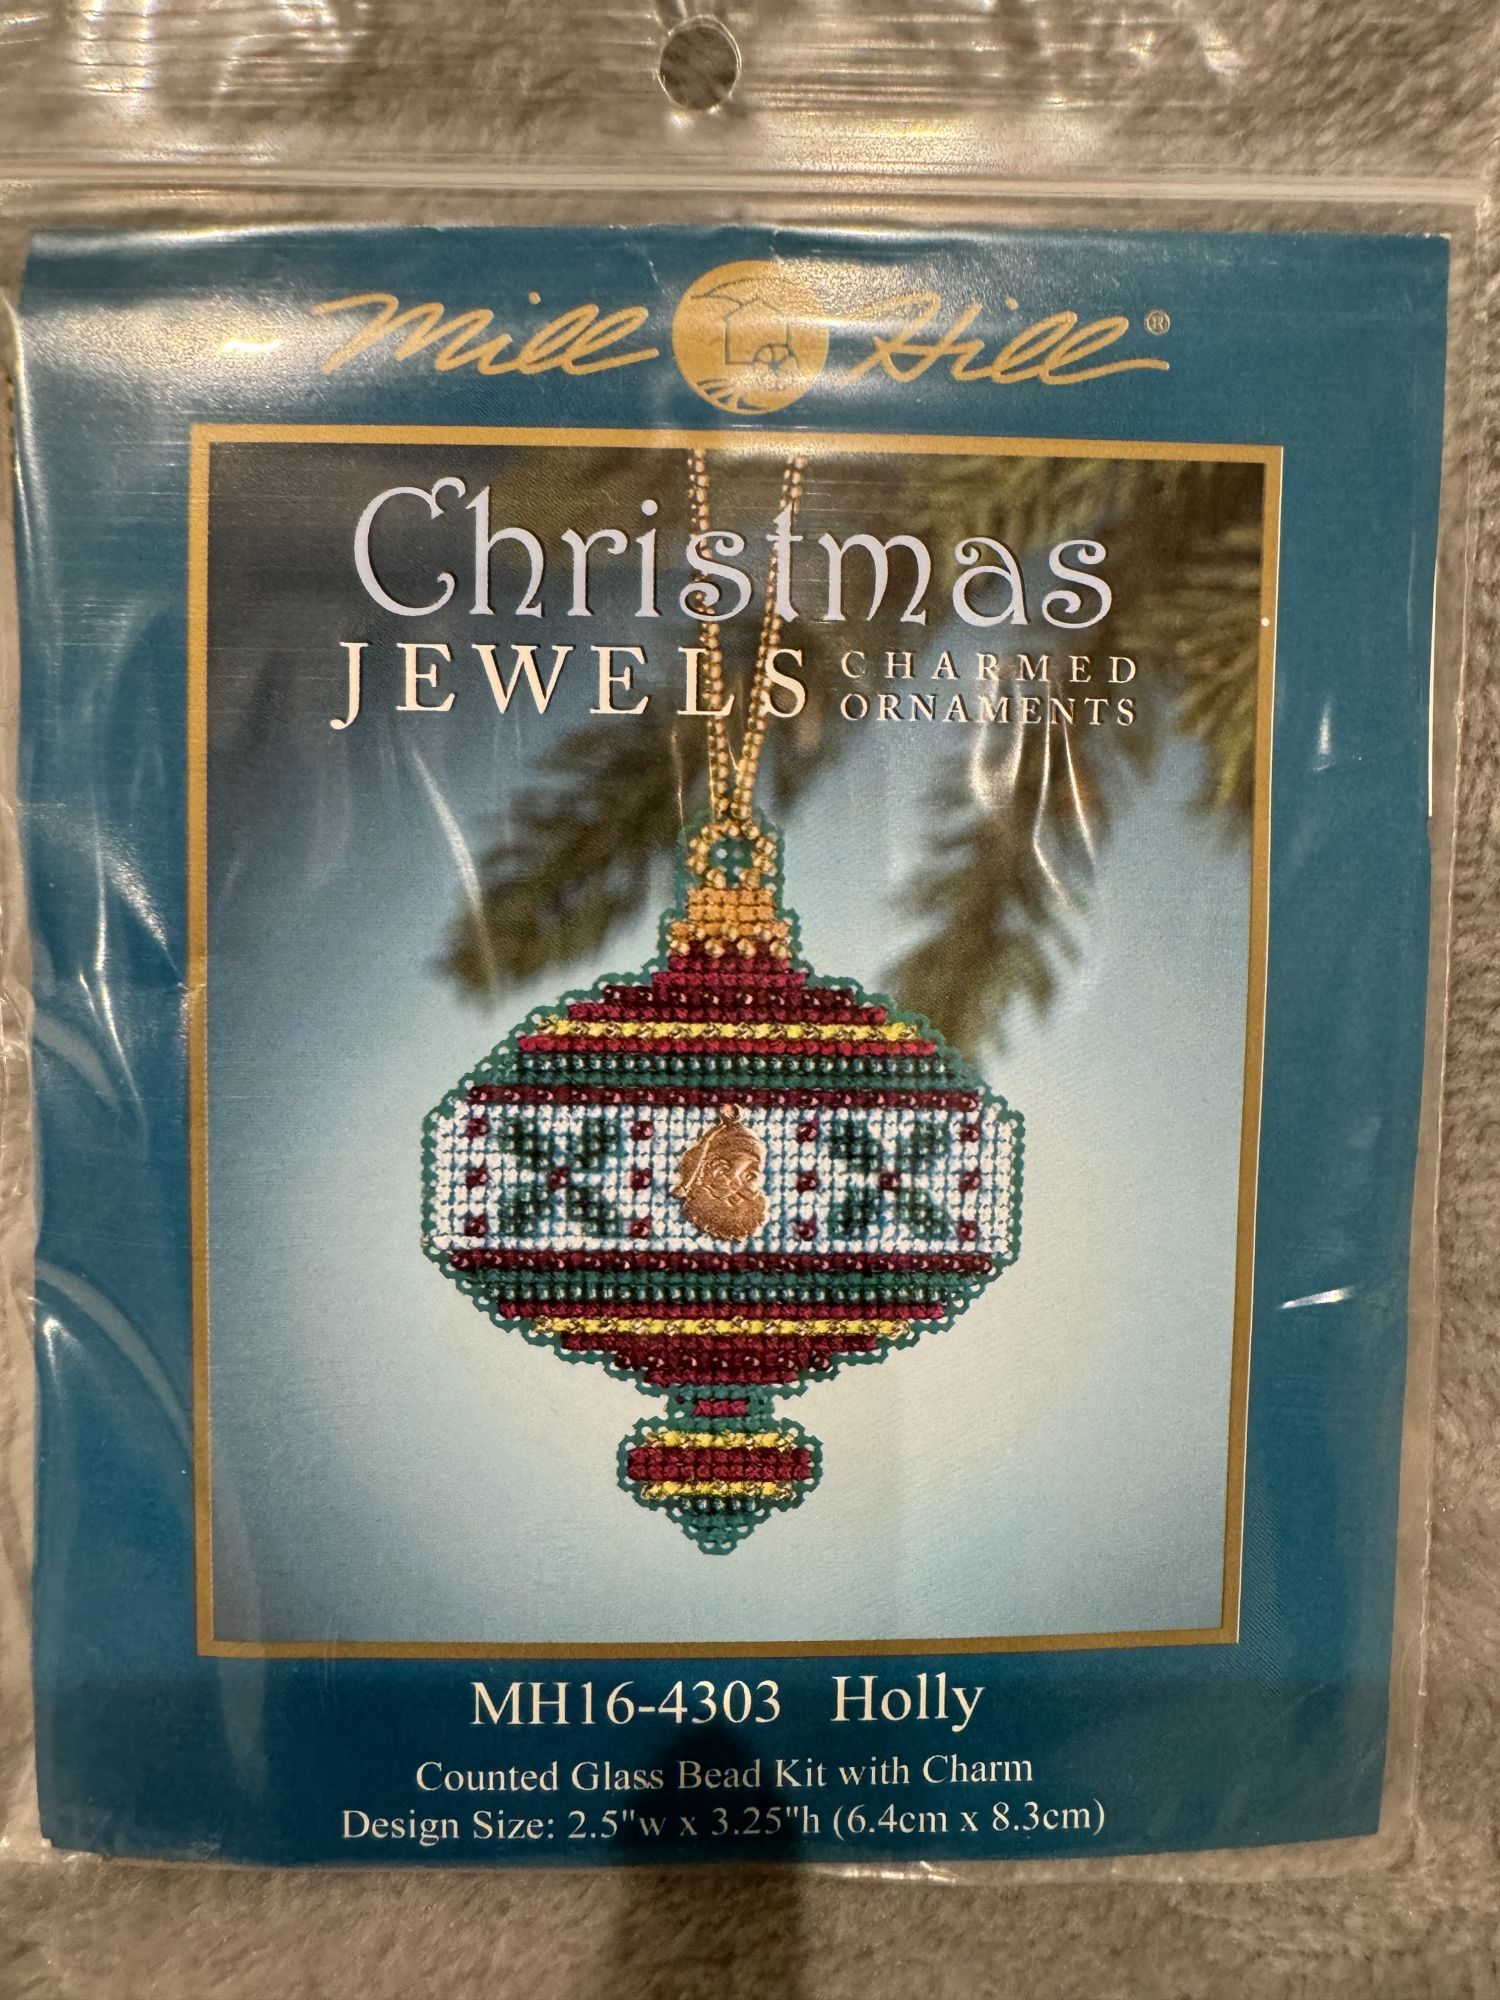 Mill Hill®
Christmas
JEWELS CHARMED
ORNAMENTS
MH16-4303 Holly
Counted Glass Bead Kit with Charm
Design Size: 2.5"w x 3.25"h (6.4cm x 8.3cm)